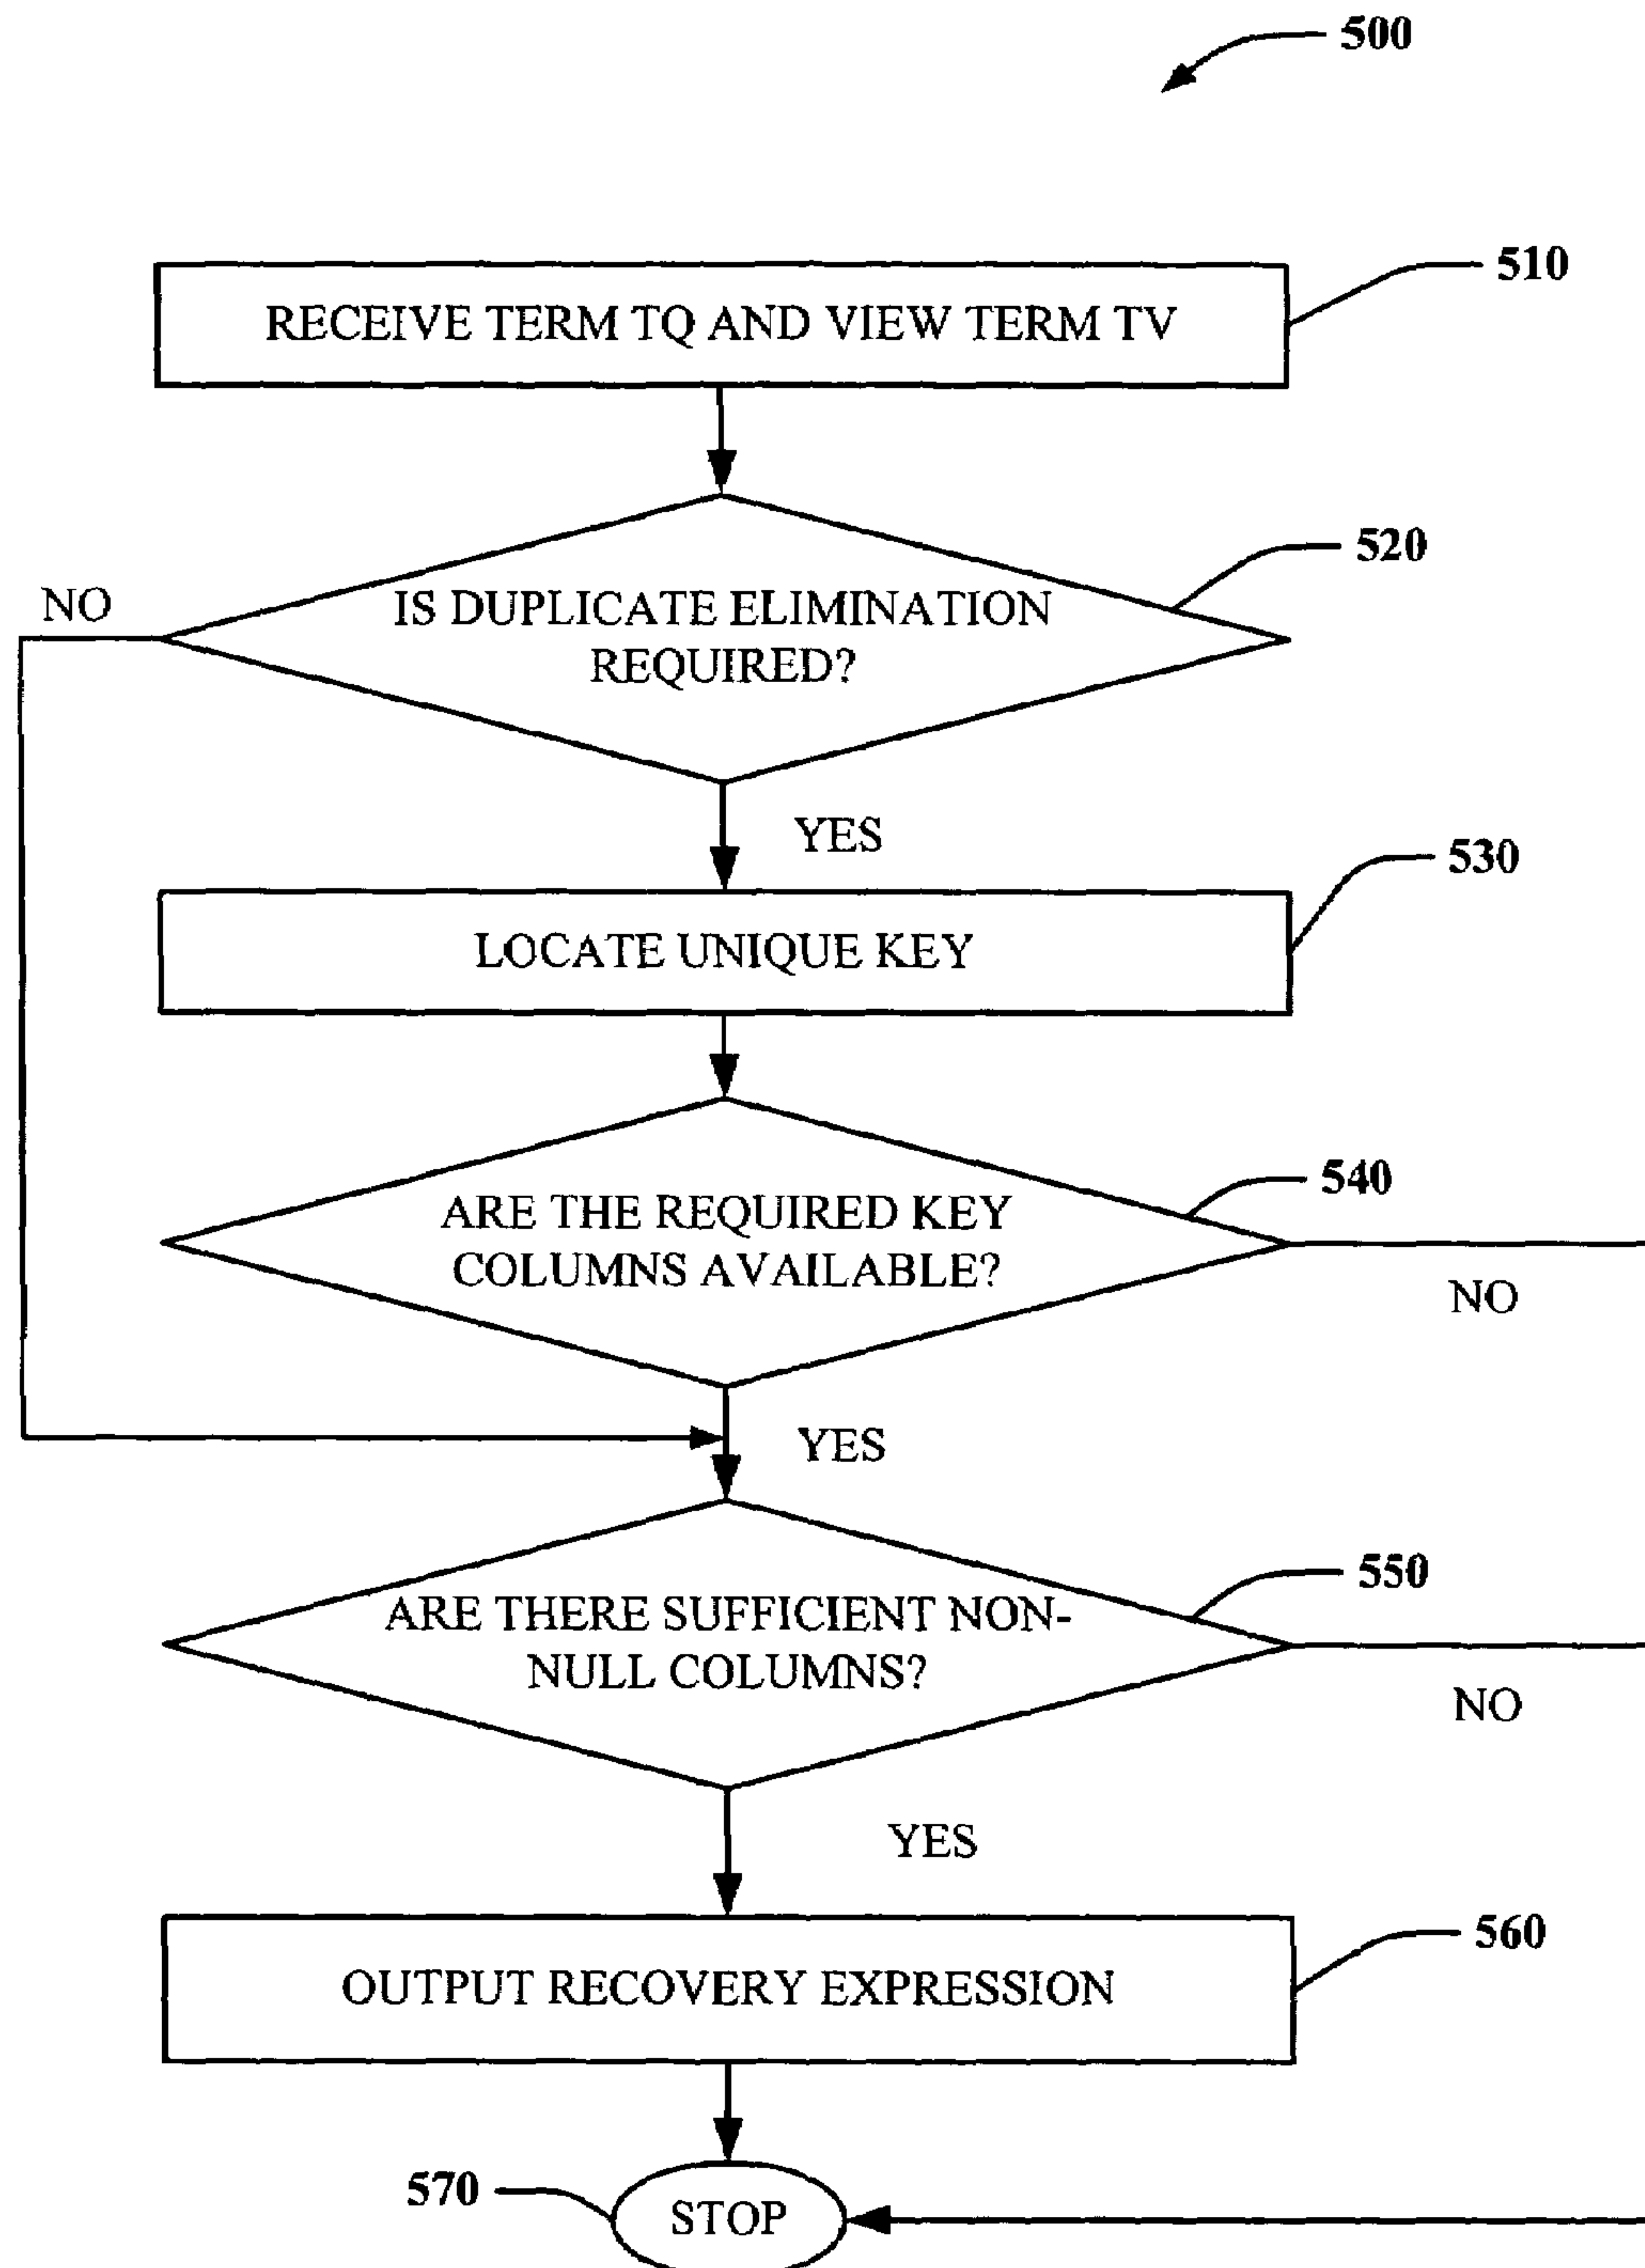 500
510
RECEIVE TERM TQ AND VIEW TERM TV
520
NO
IS DUPLICATE ELIMINATION
REQUIRED?
YES
530
LOCATE UNIQUE KEY
540
ARE THE REQUIRED KEY
COLUMNS AVAILABLE?
NO
YES
550
ARE THERE SUFFICIENT NON-
NULL COLUMNS?
NO
YES
560
OUTPUT RECOVERY EXPRESSION
570
STOP